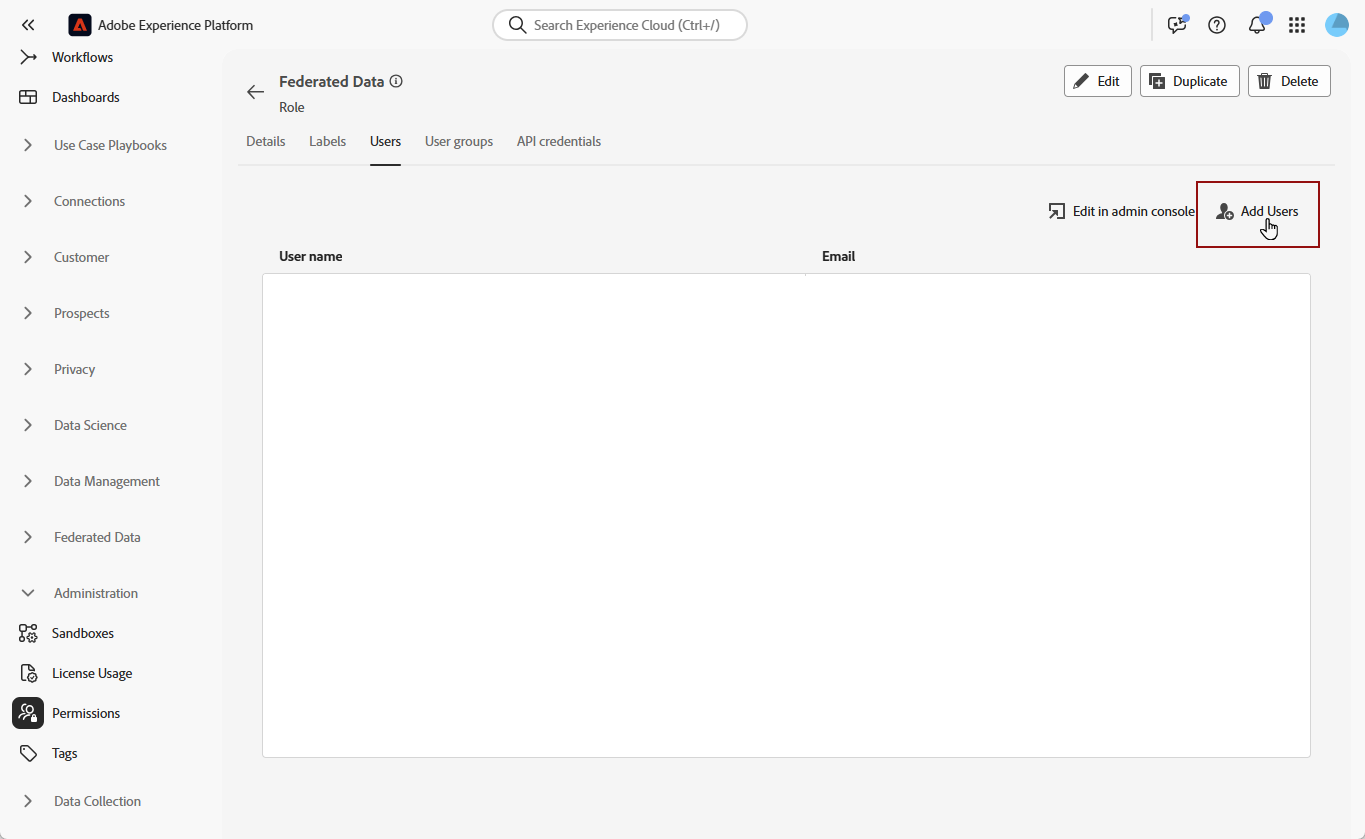 Adobe Experience Platform
Search Experience Cloud (Ctrl+/)
Workflows
Dashboards
Use Case Playbooks
Connections
Customer
Prospects
Privacy
Data Science
Data Management
Federated Data
Administration
Sandboxes
License Usage
Permissions
Tags
Data Collection
Federated Data
Role
Edit
Duplicate
Delete
Details
Labels
Users
User groups
API credentials
Edit in admin console
Add Users
User name
Email